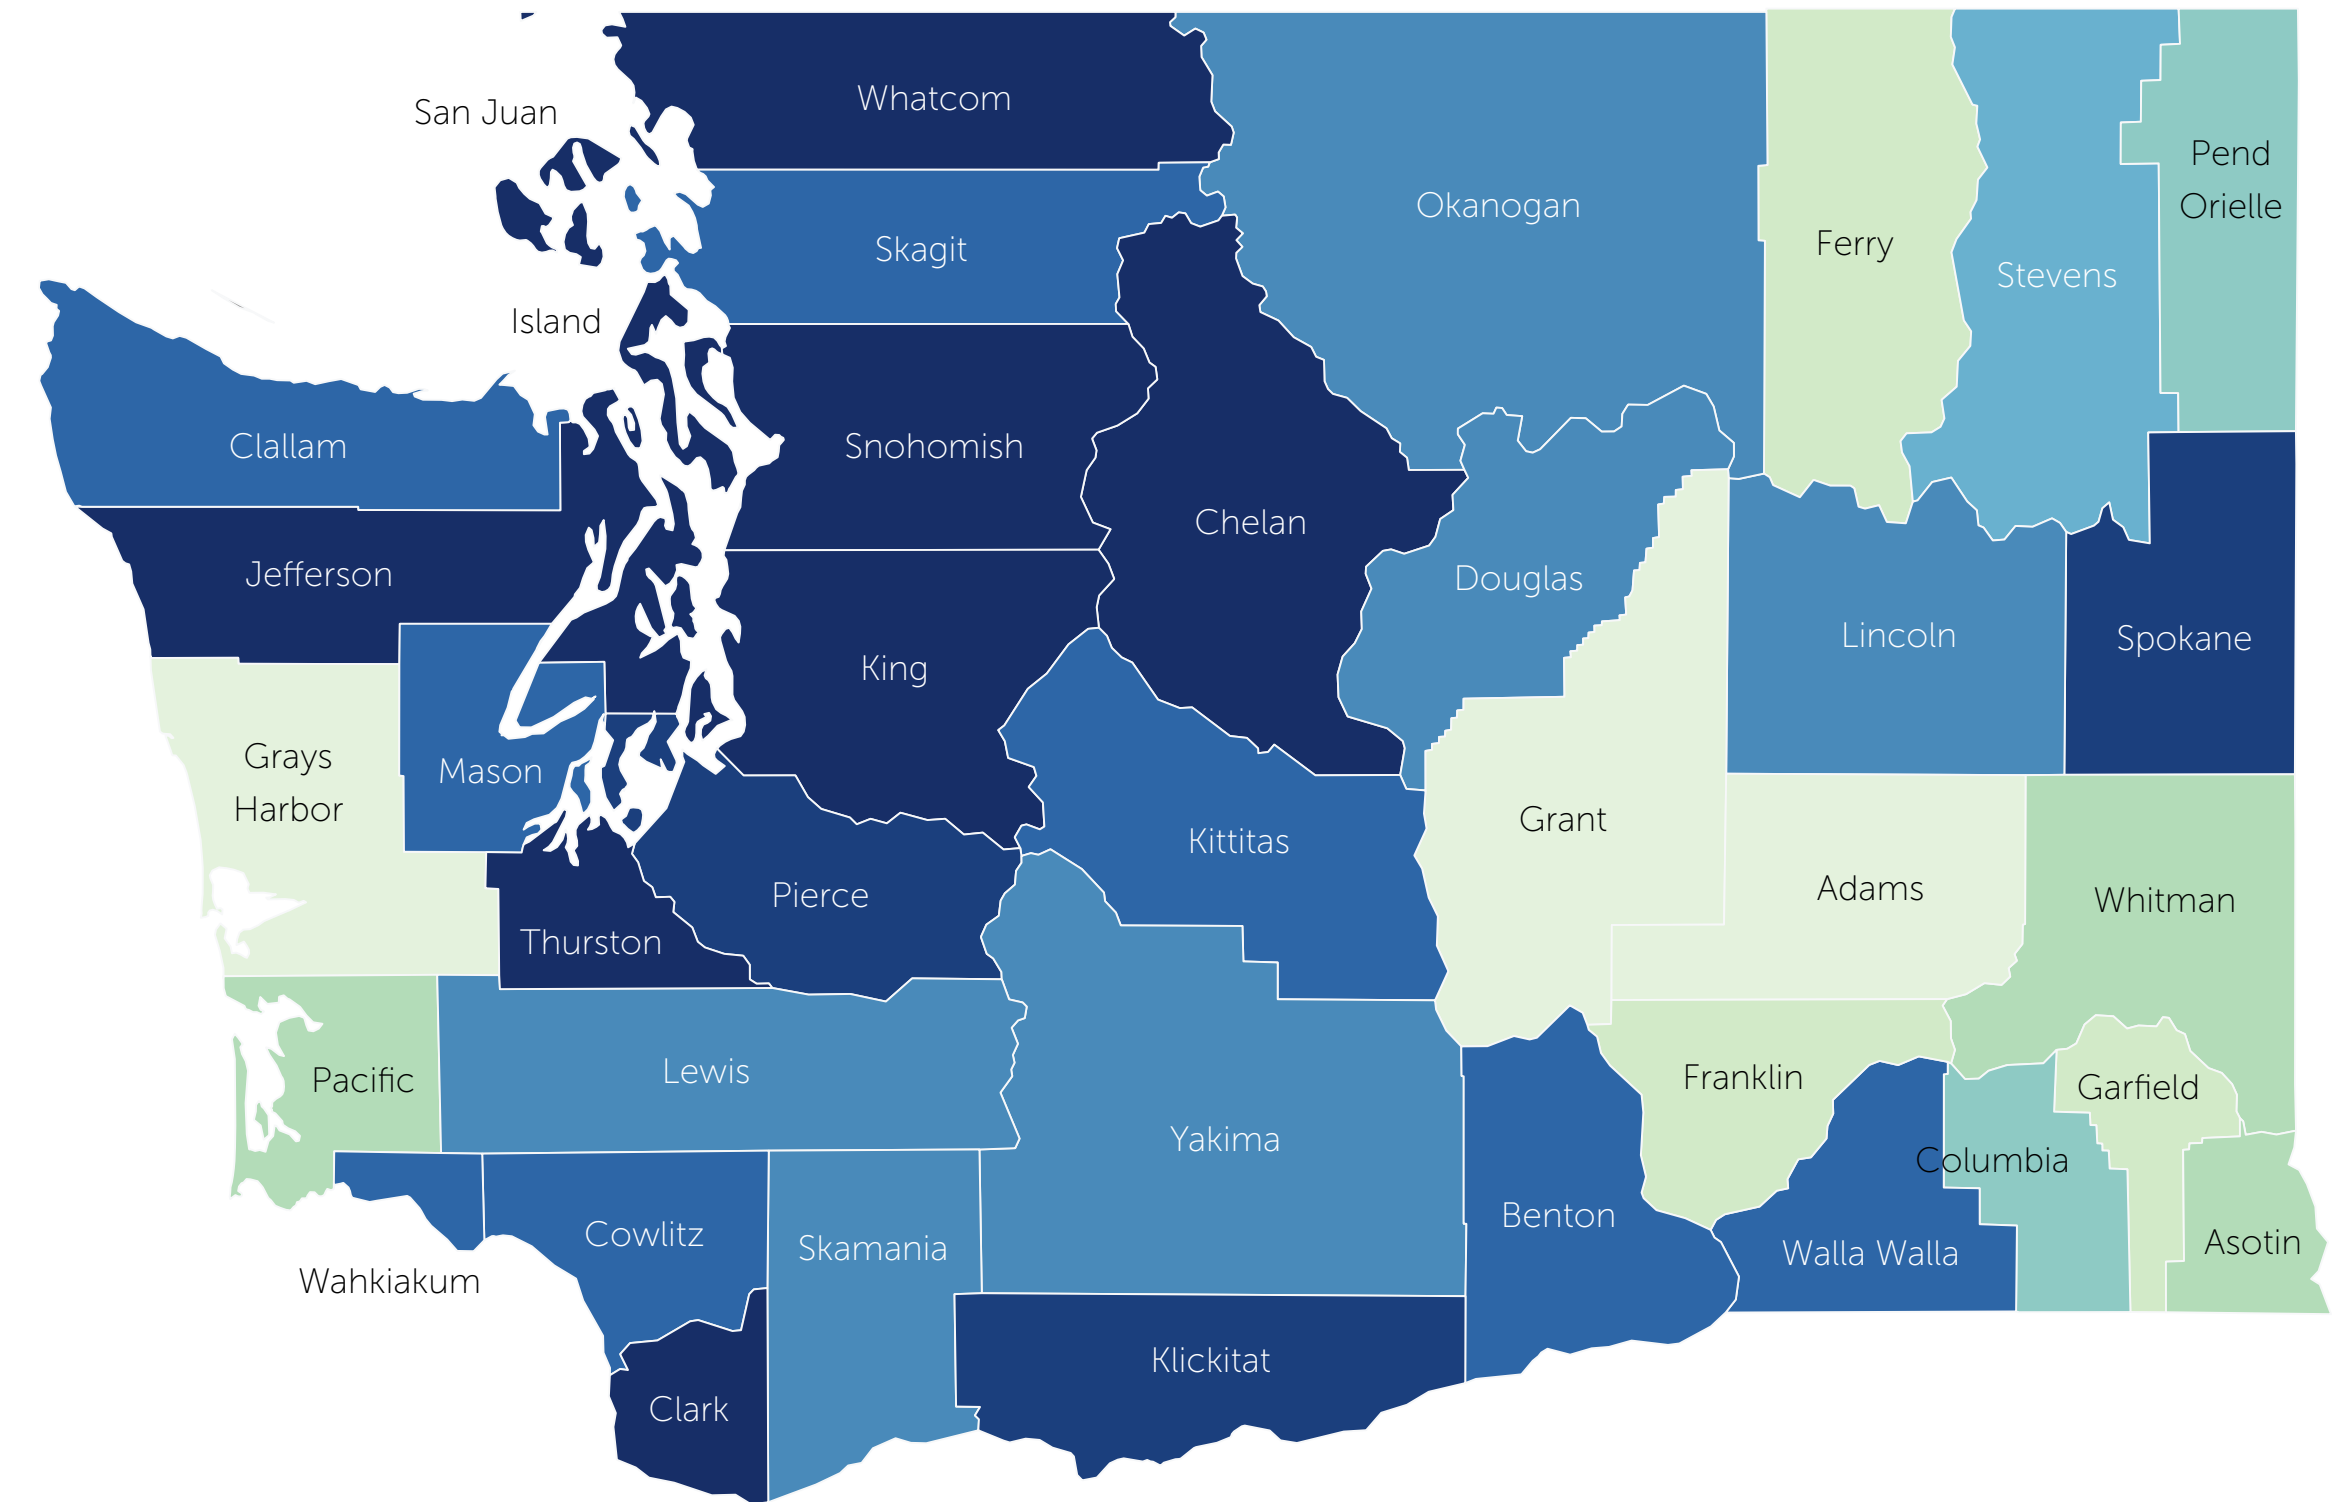 San Juan
Whatcom
Okanogan
Ferry
Stevens
Pend
Orielle
Skagit
Island
Clallam
Snohomish
Chelan
Jefferson
Douglas
Lincoln
Spokane
King
Grays
Harbor
Mason
Kittitas
Grant
Adams
Whitman
Pierce
Thurston
Pacific
Lewis
Yakima
Franklin
Garfield
Columbia
Benton
Walla Walla
Asotin
Cowlitz
Skamania
Wahkiakum
Klickitat
Clark